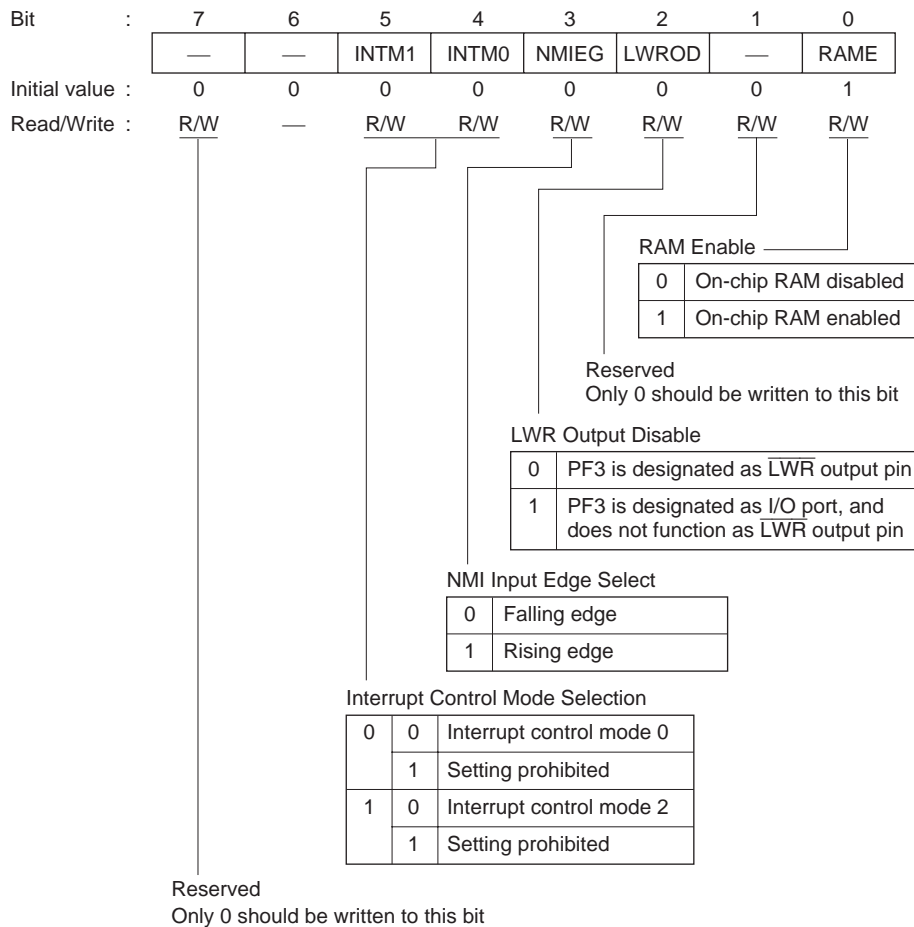 Bit : 7 6 5 4 3 2 1 0
— — INTM1 INTM0 NMIEG LWROD — RAME
Initial value : 0 0 0 0 0 0 0 1
Read/Write : R/W — R/W R/W R/W R/W R/W R/W
RAM Enable
0 On-chip RAM disabled
1 On-chip RAM enabled
Reserved
Only 0 should be written to this bit
LWR Output Disable
0 PF3 is designated as L̅W̅R̅ output pin
1 PF3 is designated as I/O port, and
does not function as L̅W̅R̅ output pin
NMI Input Edge Select
0 Falling edge
1 Rising edge
Interrupt Control Mode Selection
0 0 Interrupt control mode 0
1 Setting prohibited
1 0 Interrupt control mode 2
1 Setting prohibited
Reserved
Only 0 should be written to this bit